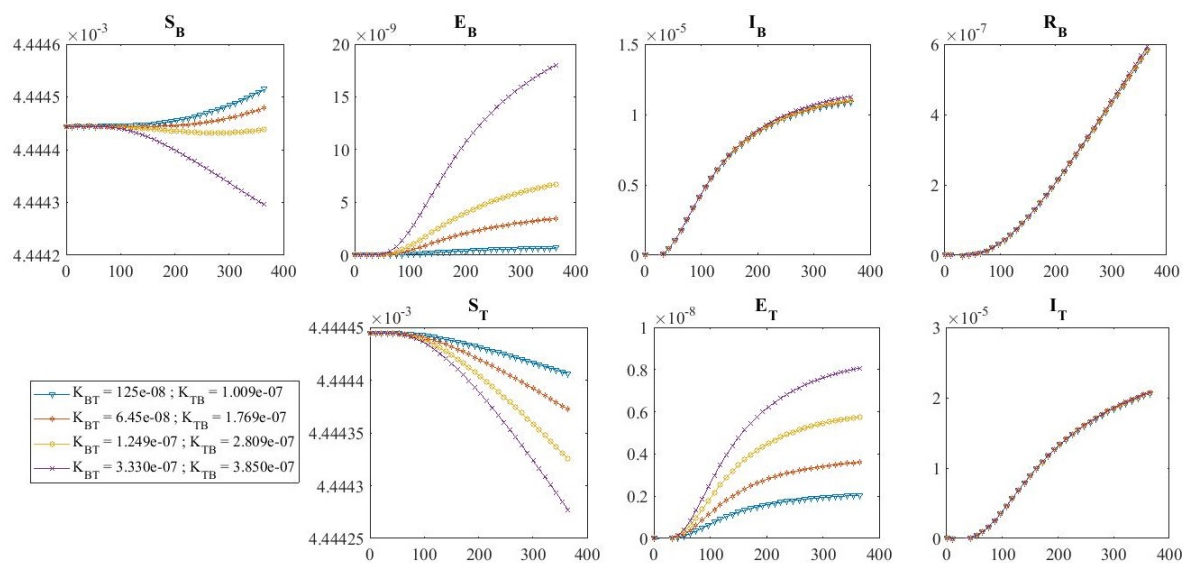 S_B
×10^-3
4.4446
4.4445
4.4444
4.4443
4.4442
0 100 200 300 400
E_B
×10^-9
20
15
10
5
0
0 100 200 300 400
I_B
×10^-5
1.5
1
0.5
0
0 100 200 300 400
R_B
×10^-7
6
4
2
0
0 100 200 300 400
K_BT = 125e-08 ; K_TB = 1.009e-07
K_BT = 6.45e-08 ; K_TB = 1.769e-07
K_BT = 1.249e-07 ; K_TB = 2.809e-07
K_BT = 3.330e-07 ; K_TB = 3.850e-07
S_T
×10^-3
4.44445
4.4444
4.44435
4.4443
4.44425
0 100 200 300 400
E_T
×10^-8
1
0.8
0.6
0.4
0.2
0
0 100 200 300 400
I_T
×10^-5
3
2
1
0
0 100 200 300 400